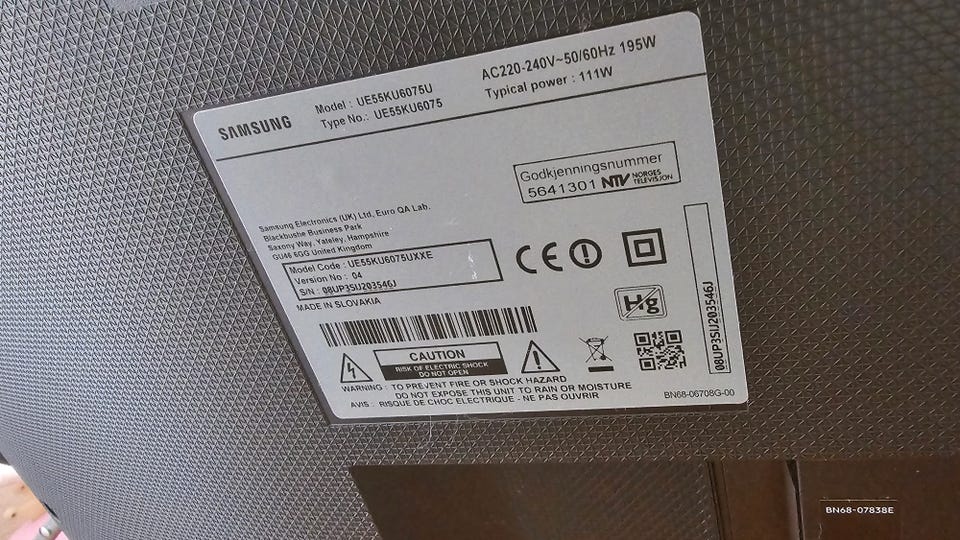 SAMSUNG
Model : UE55KU6075U
Type No.: UE55KU6075
AC220-240V~50/60Hz 195W
Typical power : 111W
Godkjenningsnummer
5641301 NTV NORGES TELEVISJON
Samsung Electronics (UK) Ltd, Euro QA Lab.
Blackbushe Business Park
Saxony Way, Yateley, Hampshire
GU46 6GG United Kingdom
Model Code : UE55KU6075UXXE
Version No : 04
S/N : 08UP3SIJ203546J
MADE IN SLOVAKIA
CE
Hg
CAUTION
RISK OF ELECTRIC SHOCK
DO NOT OPEN
WARNING : TO PREVENT FIRE OR SHOCK HAZARD
DO NOT EXPOSE THIS UNIT TO RAIN OR MOISTURE
AVIS : RISQUE DE CHOC ELECTRIQUE - NE PAS OUVRIR
08UP3SIJ203546J
BN68-06708G-00
BN68-07838E